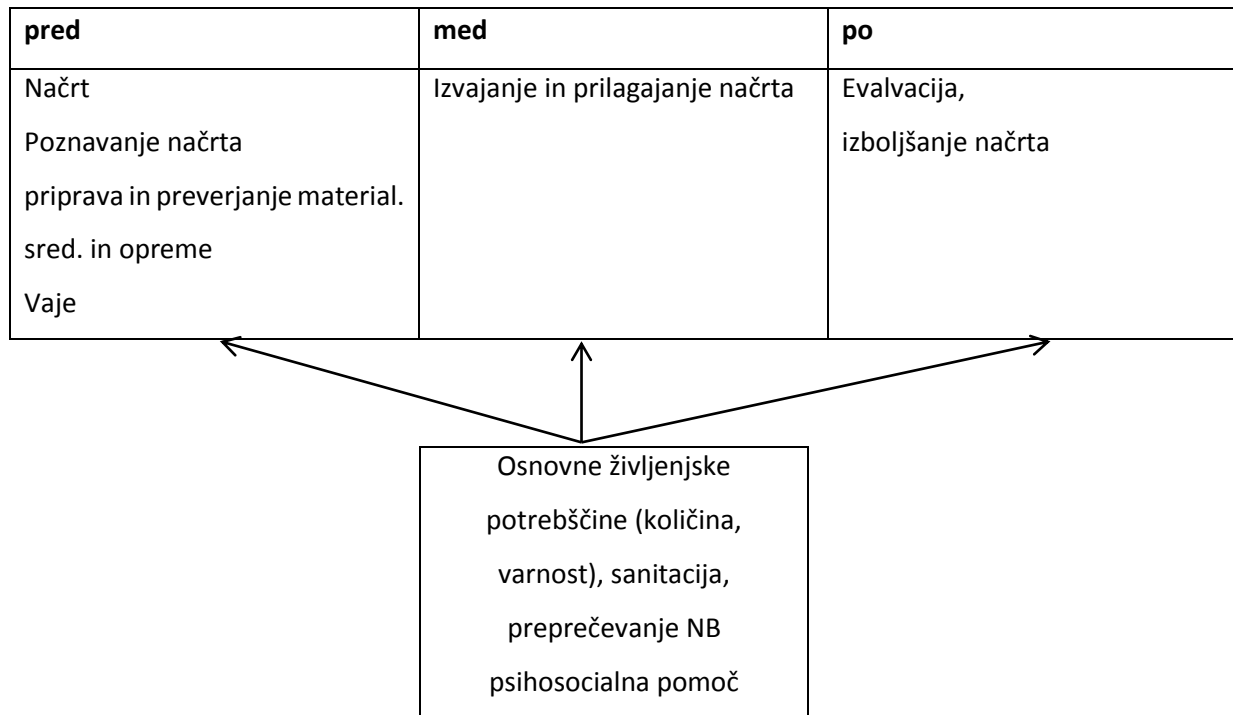 pred
med
po
Načrt
Poznavanje načrta
priprava in preverjanje material.
sred. in opreme
Vaje
Izvajanje in prilagajanje načrta
Evalvacija,
izboljšanje načrta
Osnovne življenjske
potrebščine (količina,
varnost), sanitacija,
preprečevanje NB
psihosocialna pomoč